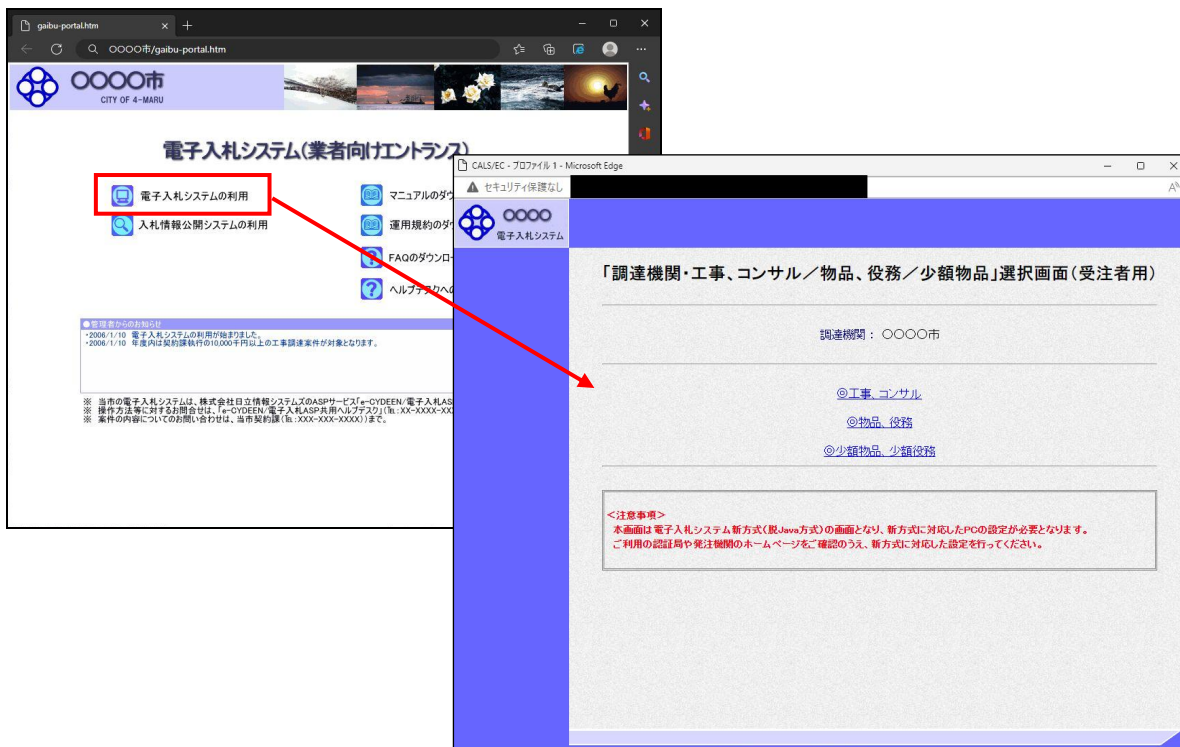 gaibu-portal.htm
〇〇〇〇市/gaibu-portal.htm
〇〇〇〇市
CITY OF 4-MARU
電子入札システム(業者向けエントランス)
電子入札システムの利用
入札情報公開システムの利用
マニュアルのダウ
運用規約のダ
FAQのダウンロー
ヘルプデスクへの
●管理者からのお知らせ
・2006/1/10 電子入札システムの利用が始まりました。
・2006/1/10 年度内は契約課執行の10,000千円以上の工事調達案件が対象となります。
※ 当市の電子入札システムは、株式会社日立情報システムズのASPサービス「e-CYDEEN/電子入札AS
※ 操作方法等に対するお問合せは、「e-CYDEEN/電子入札ASP共用ヘルプデスク」(℡:XX-XXXX-XX
※ 案件の内容についてのお問い合わせは、当市契約課(℡:XXX-XXX-XXXX))まで。
CALS/EC - プロファイル 1 - Microsoft Edge
セキュリティ保護なし
〇〇〇〇
電子入札システム
「調達機関・工事、コンサル/物品、役務/少額物品」選択画面(受注者用)
調達機関: 〇〇〇〇市
◎工事、コンサル
◎物品、役務
◎少額物品、少額役務
<注意事項>
本画面は電子入札システム新方式(脱Java方式)の画面となり、新方式に対応したPCの設定が必要となります。
ご利用の認証局や発注機関のホームページをご確認のうえ、新方式に対応した設定を行ってください。